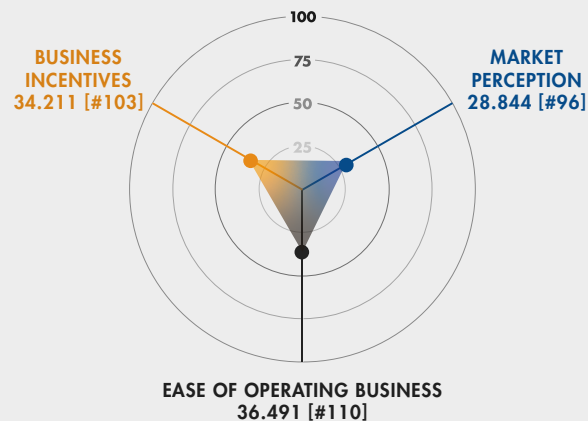 100
75
50
25
BUSINESS
INCENTIVES
34.211 [#103]
MARKET
PERCEPTION
28.844 [#96]
EASE OF OPERATING BUSINESS
36.491 [#110]